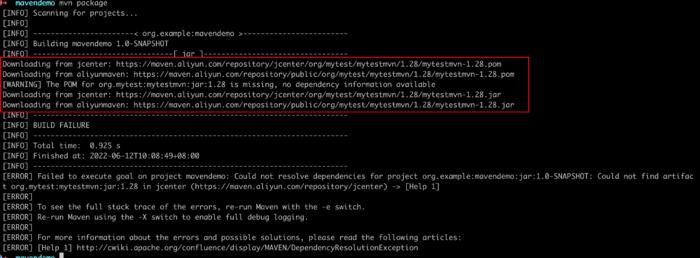 → mavendemo mvn package
[INFO] Scanning for projects...
[INFO]
[INFO] ----------------------< org.example:mavendemo >-----------------------
[INFO] Building mavendemo 1.0-SNAPSHOT
[INFO] --------------------------------[ jar ]---------------------------------
Downloading from jcenter: https://maven.aliyun.com/repository/jcenter/org/mytest/mytestmvn/1.28/mytestmvn-1.28.pom
Downloading from aliyunmaven: https://maven.aliyun.com/repository/public/org/mytest/mytestmvn/1.28/mytestmvn-1.28.pom
[WARNING] The POM for org.mytest:mytestmvn:jar:1.28 is missing, no dependency information available
Downloading from jcenter: https://maven.aliyun.com/repository/jcenter/org/mytest/mytestmvn/1.28/mytestmvn-1.28.jar
Downloading from aliyunmaven: https://maven.aliyun.com/repository/public/org/mytest/mytestmvn/1.28/mytestmvn-1.28.jar
[INFO] ------------------------------------------------------------------------
[INFO] BUILD FAILURE
[INFO] ------------------------------------------------------------------------
[INFO] Total time:  0.925 s
[INFO] Finished at: 2022-06-12T10:08:49+08:00
[INFO] ------------------------------------------------------------------------
[ERROR] Failed to execute goal on project mavendemo: Could not resolve dependencies for project org.example:mavendemo:jar:1.0-SNAPSHOT: Could not find artifac
t org.mytest:mytestmvn:jar:1.28 in jcenter (https://maven.aliyun.com/repository/jcenter) -> [Help 1]
[ERROR]
[ERROR] To see the full stack trace of the errors, re-run Maven with the -e switch.
[ERROR] Re-run Maven using the -X switch to enable full debug logging.
[ERROR]
[ERROR] For more information about the errors and possible solutions, please read the following articles:
[ERROR] [Help 1] http://cwiki.apache.org/confluence/display/MAVEN/DependencyResolutionException
→ mavendemo